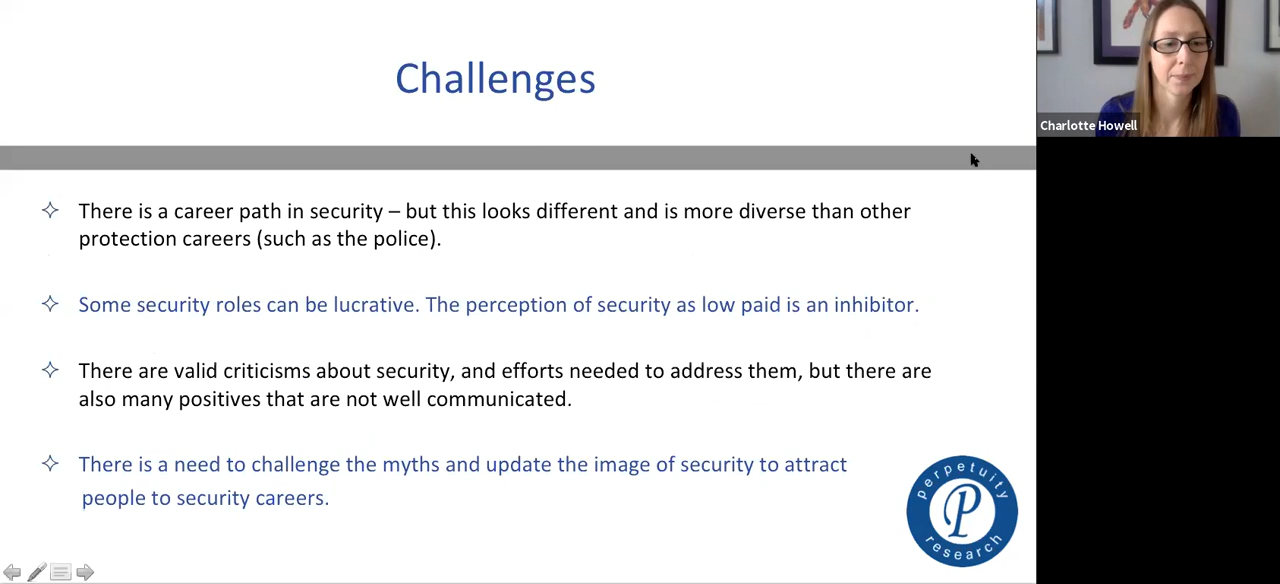 Challenges
Charlotte Howell
There is a career path in security – but this looks different and is more diverse than other
protection careers (such as the police).
Some security roles can be lucrative. The perception of security as low paid is an inhibitor.
There are valid criticisms about security, and efforts needed to address them, but there are
also many positives that are not well communicated.
There is a need to challenge the myths and update the image of security to attract
people to security careers.
perpetuity
P
research